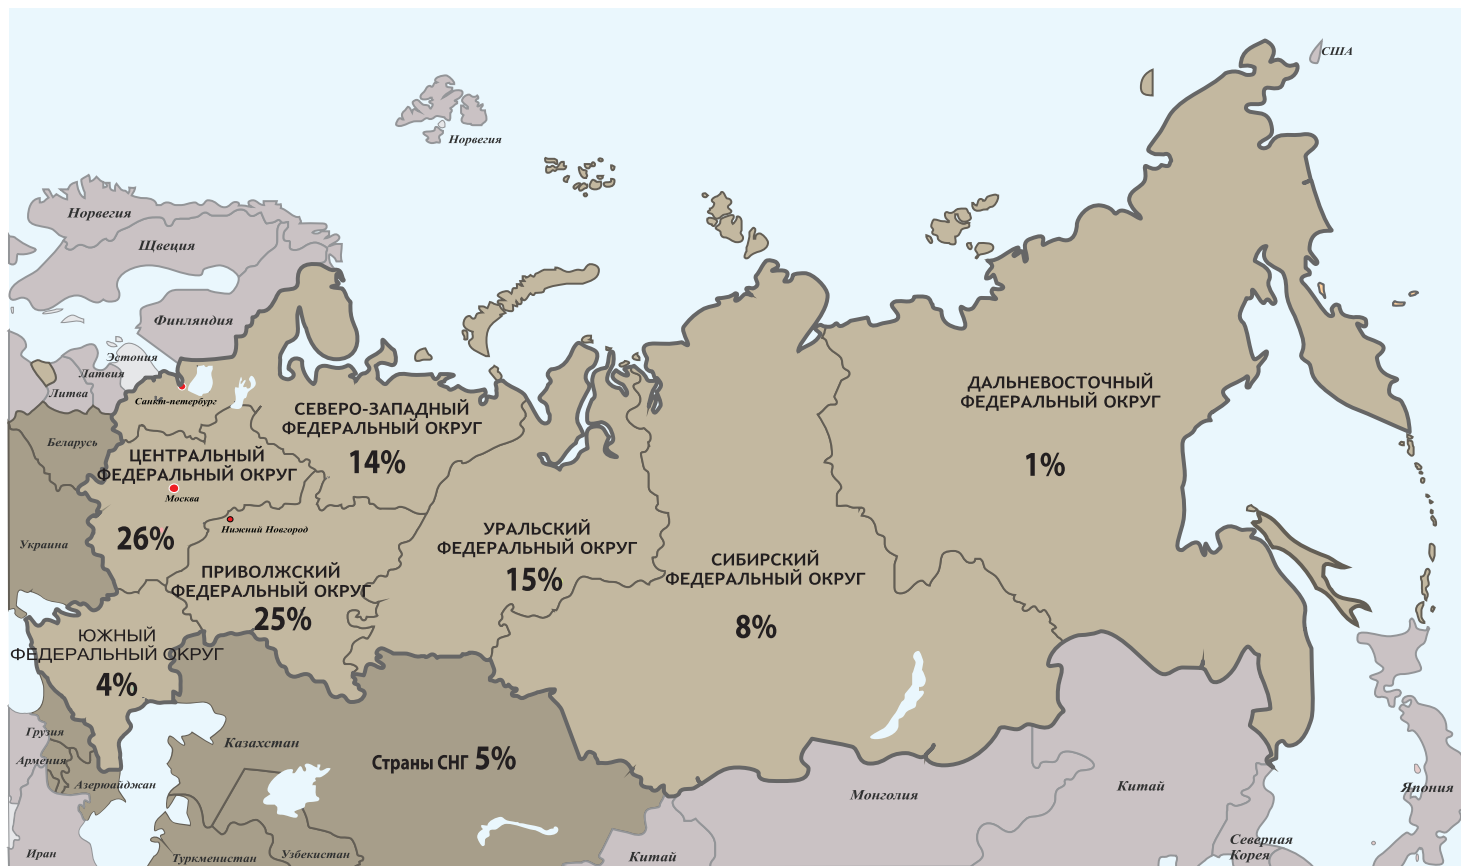 США
Норвегия
Норвегия
Щвеция
Финляндия
Эстония
Латвия
Литва
Санкт-петербург
СЕВЕРО-ЗАПАДНЫЙ
ФЕДЕРАЛЬНЫЙ ОКРУГ
14%
ДАЛЬНЕВОСТОЧНЫЙ
ФЕДЕРАЛЬНЫЙ ОКРУГ
1%
Беларусь
ЦЕНТРАЛЬНЫЙ
ФЕДЕРАЛЬНЫЙ ОКРУГ
Москва
26%
Нижний Новгород
Украина
УРАЛЬСКИЙ
ФЕДЕРАЛЬНЫЙ ОКРУГ
15%
СИБИРСКИЙ
ФЕДЕРАЛЬНЫЙ ОКРУГ
8%
ПРИВОЛЖСКИЙ
ФЕДЕРАЛЬНЫЙ ОКРУГ
25%
ЮЖНЫЙ
ФЕДЕРАЛЬНЫЙ ОКРУГ
4%
Грузия
Армения
Азерюайджан
Казахстан
Страны СНГ 5%
Монголия
Китай
Япония
Северная
Корея
Иран
Туркменистан
Узбекистан
Китай